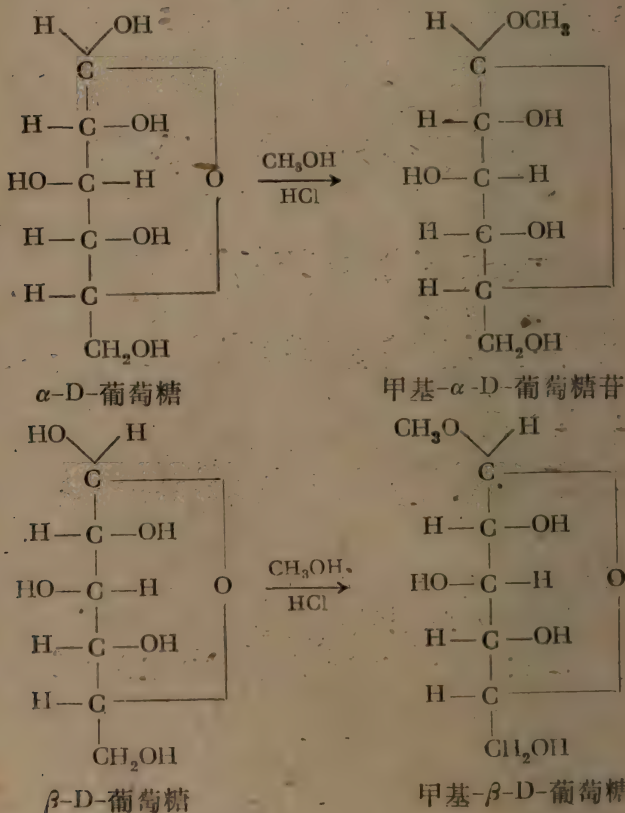 H OH H OCH₃
C C
H—C—OH H—C—OH
HO—C—H O CH₃OH HO—C—H
HCl
H—C—OH H—C—OH
H—C H—C
CH₂OH CH₂OH
α-D-葡萄糖 甲基-α-D-葡萄糖苷
HO H CH₃O H
C C
H—C—OH H—C—OH
HO—C—H O CH₃OH HO—C—H O
HCl
H—C—OH H—C—OH
H—C H—C
CH₂OH CH₂OH
β-D-葡萄糖 甲基-β-D-葡萄糖